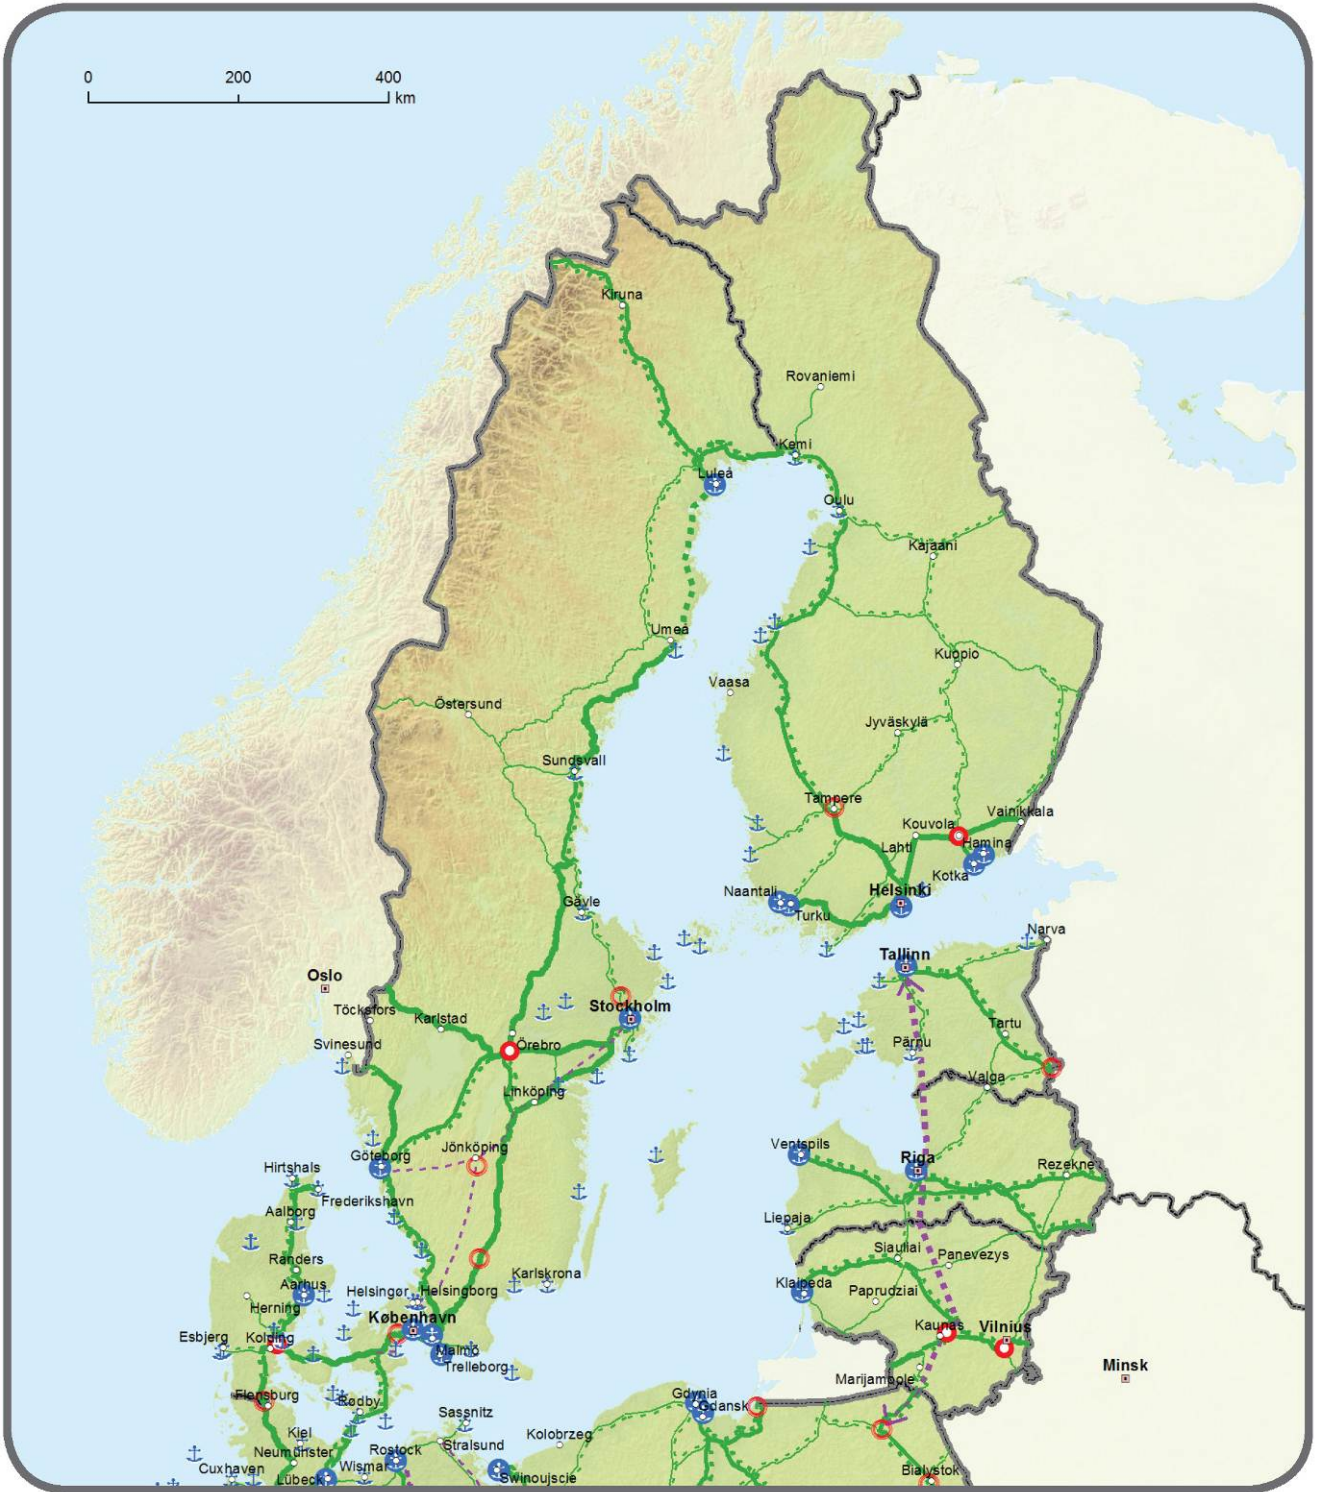 0 200 400
km
Kiruna
Rovaniemi
Kemi
Luleå
Oulu
Kajaani
Umeå
Kuopio
Vaasa
Östersund
Jyväskylä
Sundsvall
Tampere
Vainikkala
Kouvola
Hamina
Lahti
Kotka
Helsinki
Naantali
Turku
Gävle
Narva
Tallinn
Oslo
Stockholm
Töcksfors
Karlstad
Tartu
Örebro
Svinesund
Pärnu
Valga
Linköping
Jönköping
Ventspils
Göteborg
Riga
Rezekne
Hirtshals
Frederikshavn
Aalborg
Liepaja
Siauliai
Panevezys
Randers
Karlskrona
Aarhus
Helsingør
Helsingborg
Klaipeda
Paprudziai
Herning
København
Kaunas
Vilnius
Esbjerg
Kolding
Malmö
Trelleborg
Minsk
Marijampole
Flensburg
Gdynia
Gdansk
Rødby
Sassnitz
Kiel
Kolobrzeg
Stralsund
Neumünster
Rostock
Wismar
Cuxhaven
Lübeck
Swinoujscie
Bialystok